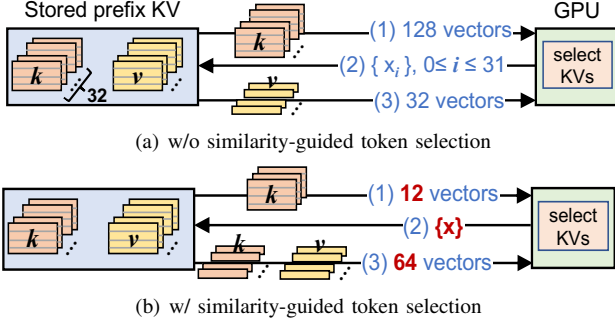 Stored prefix KV
GPU
k
32
v
k
(1) 128 vectors
(2) { xi }, 0≤ i ≤ 31
v
(3) 32 vectors
select
KVs
(a) w/o similarity-guided token selection
k
v
k
(1) 12 vectors
(2) {x}
k
v
(3) 64 vectors
select
KVs
(b) w/ similarity-guided token selection